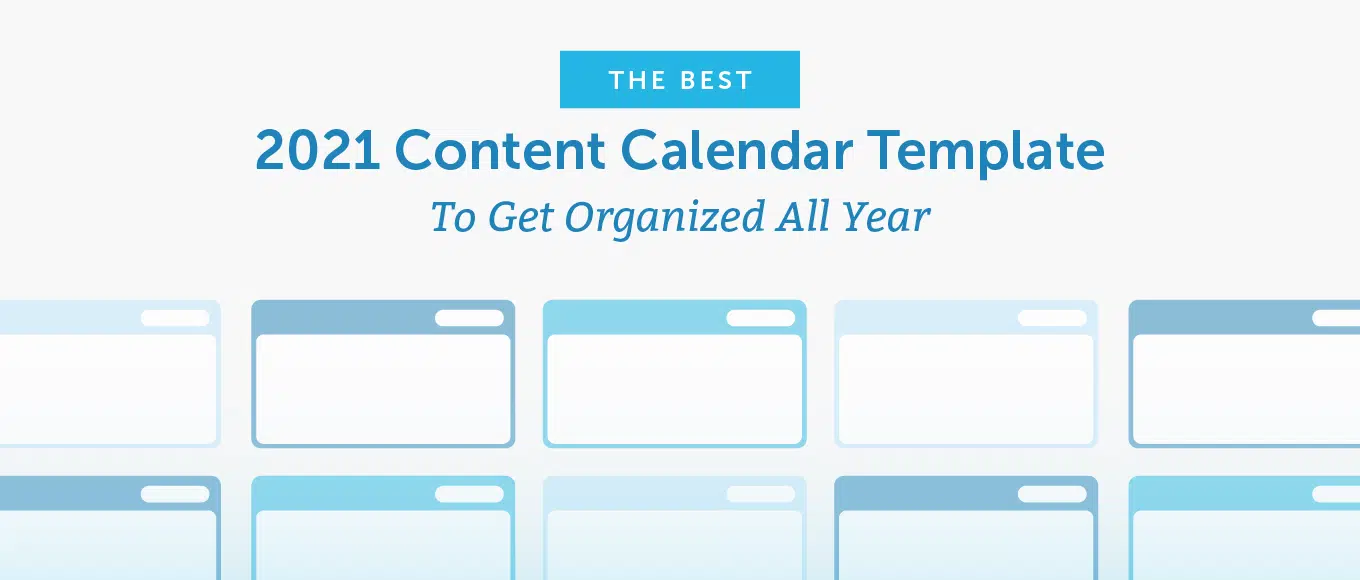 THE BEST
2021 Content Calendar Template
To Get Organized All Year